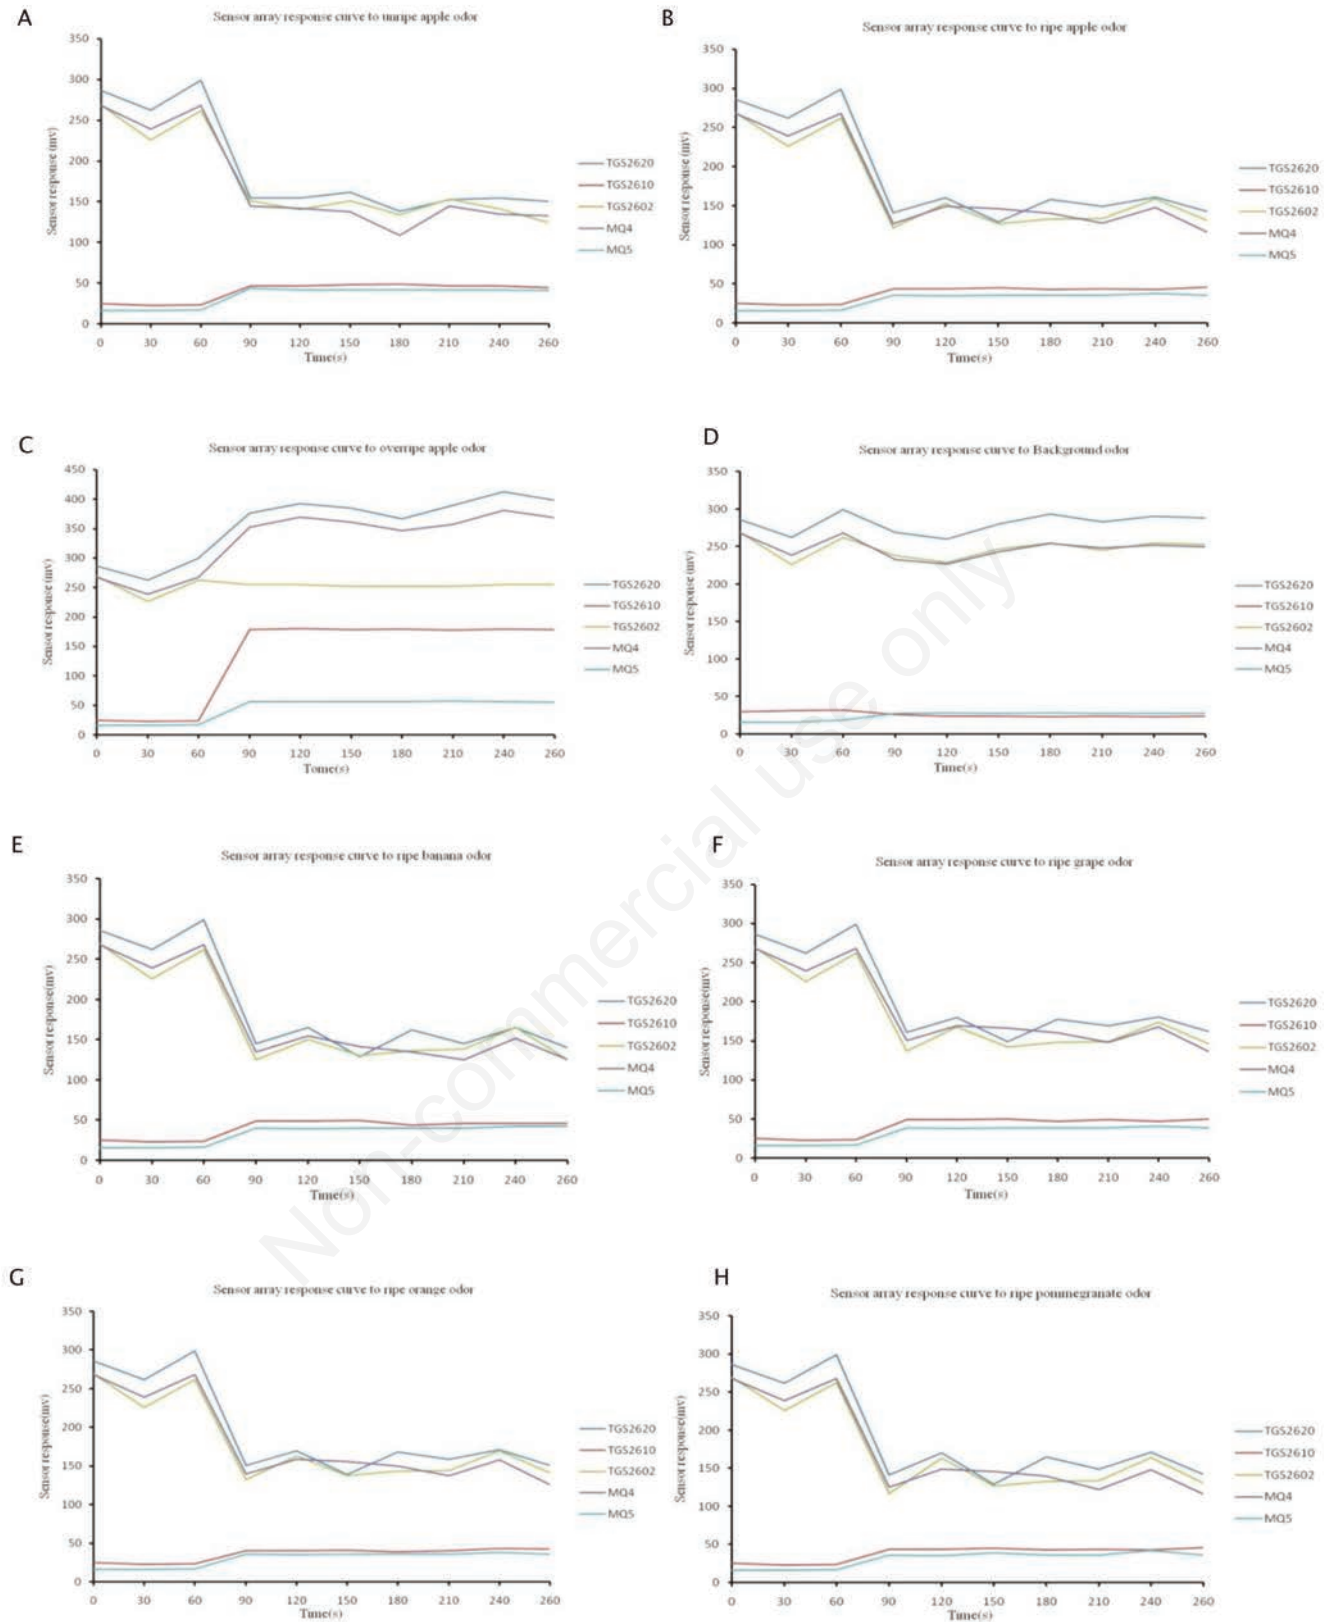 A
Sensor array response curve to unripe apple odor
Sensor response (mv)
350
300
250
200
150
100
50
0
0 30 60 90 120 150 180 210 240 260
Time(s)
TGS2620
TGS2610
TGS2602
MQ4
MQ5
B
Sensor array response curve to ripe apple odor
Sensor response (mv)
350
300
250
200
150
100
50
0
0 30 60 90 120 150 180 210 240 260
Time(s)
TGS2620
TGS2610
TGS2602
MQ4
MQ5
C
Sensor array response curve to overripe apple odor
Sensor response (mv)
450
400
350
300
250
200
150
100
50
0
0 30 60 90 120 150 180 210 240 260
Tome(s)
TGS2620
TGS2610
TGS2602
MQ4
MQ5
D
Sensor array response curve to Background odor
Sensor response (mv)
350
300
250
200
150
100
50
0
0 30 60 90 120 150 180 210 240 260
Time(s)
TGS2620
TGS2610
TGS2602
MQ4
MQ5
E
Sensor array response curve to ripe banana odor
Sensor response(mv)
350
300
250
200
150
100
50
0
0 30 60 90 120 150 180 210 240 260
Time(s)
TGS2620
TGS2610
TGS2602
MQ4
MQ5
F
Sensor array response curve to ripe grape odor
Sensor response(mv)
350
300
250
200
150
100
50
0
0 30 60 90 120 150 180 210 240 260
Time(s)
TGS2620
TGS2610
TGS2602
MQ4
MQ5
G
Sensor array response curve to ripe orange odor
Sensor response(mv)
350
300
250
200
150
100
50
0
0 30 60 90 120 150 180 210 240 260
Time(s)
TGS2620
TGS2610
TGS2602
MQ4
MQ5
H
Sensor array response curve to ripe pommegranate odor
Sensor response(mv)
350
300
250
200
150
100
50
0
0 30 60 90 120 150 180 210 240 260
Time(s)
TGS2620
TGS2610
TGS2602
MQ4
MQ5
Non-commercial use only